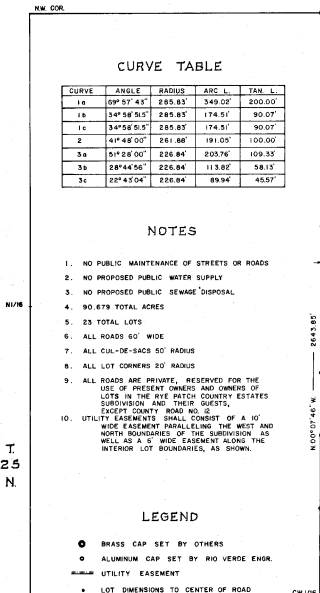 N.W. COR.
CURVE TABLE
CURVE ANGLE RADIUS ARC L. TAN. L.
1a 69° 57' 43" 285.83' 349.02' 200.00'
1b 34° 58' 51.5" 285.83' 174.51' 90.07'
1c 34° 58' 51.5" 285.83' 174.51' 90.07'
2 41° 48' 00" 261.88' 191.05' 100.00'
3a 51° 28' 00" 226.84' 203.76' 109.33'
3b 28° 44' 56" 226.84' 113.82' 58.13'
3c 22° 43' 04" 226.84' 89.94' 45.57'
NOTES
1. NO PUBLIC MAINTENANCE OF STREETS OR ROADS
2. NO PROPOSED PUBLIC WATER SUPPLY
3. NO PROPOSED PUBLIC SEWAGE DISPOSAL
4. 90.679 TOTAL ACRES
5. 23 TOTAL LOTS
6. ALL ROADS 60' WIDE
7. ALL CUL-DE-SACS 50' RADIUS
8. ALL LOT CORNERS 20' RADIUS
9. ALL ROADS ARE PRIVATE, RESERVED FOR THE
USE OF PRESENT OWNERS AND OWNERS OF
LOTS IN THE RYE PATCH COUNTRY ESTATES
SUBDIVISION AND THEIR GUESTS,
EXCEPT COUNTY ROAD NO. 12
10. UTILITY EASEMENTS SHALL CONSIST OF A 10'
WIDE EASEMENT PARALLELING THE WEST AND
NORTH BOUNDARIES OF THE SUBDIVISION AS
WELL AS A 6' WIDE EASEMENT ALONG THE
INTERIOR LOT BOUNDARIES, AS SHOWN.
N1/16
T.
25
N.
N.00°07'46"W. 2643.85'
LEGEND
BRASS CAP SET BY OTHERS
ALUMINUM CAP SET BY RIO VERDE ENGR.
UTILITY EASEMENT
LOT DIMENSIONS TO CENTER OF ROAD